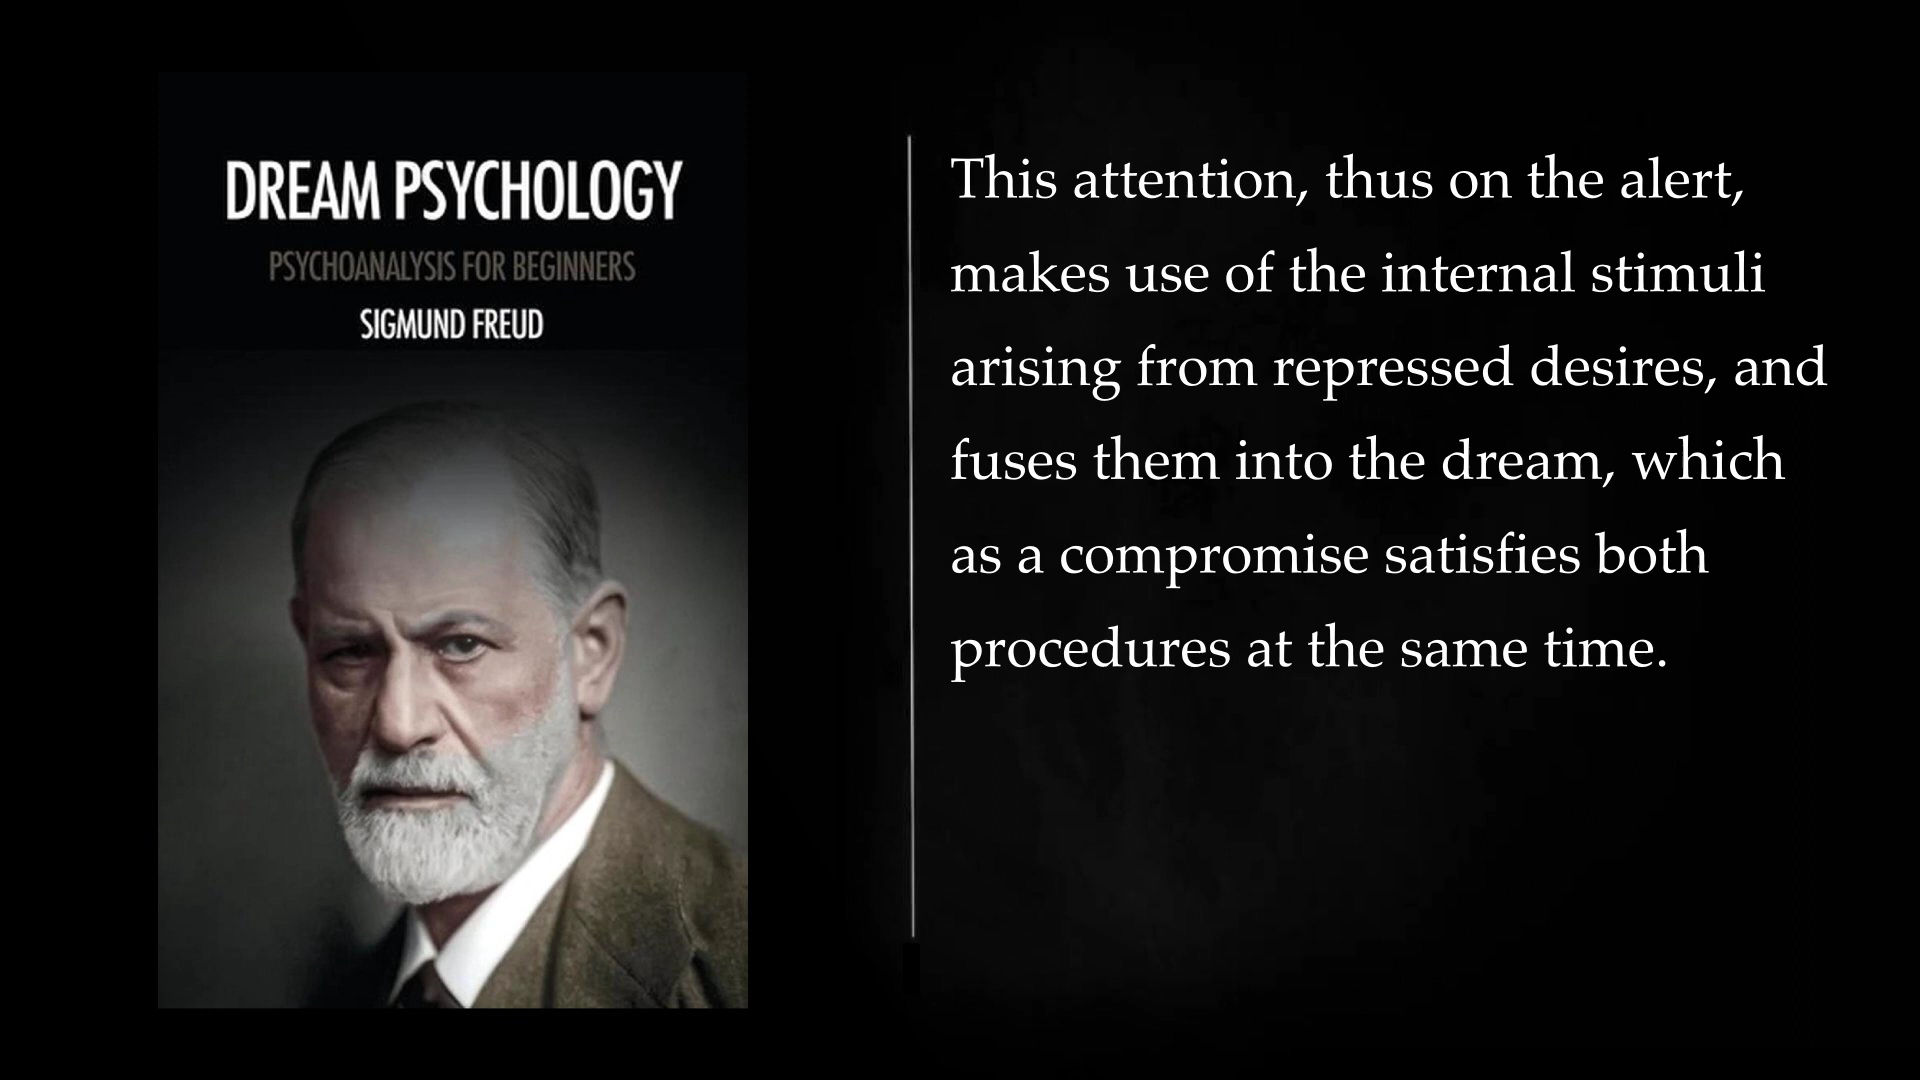 DREAM PSYCHOLOGY
PSYCHOANALYSIS FOR BEGINNERS
SIGMUND FREUD
This attention, thus on the alert,
makes use of the internal stimuli
arising from repressed desires, and
fuses them into the dream, which
as a compromise satisfies both
procedures at the same time.